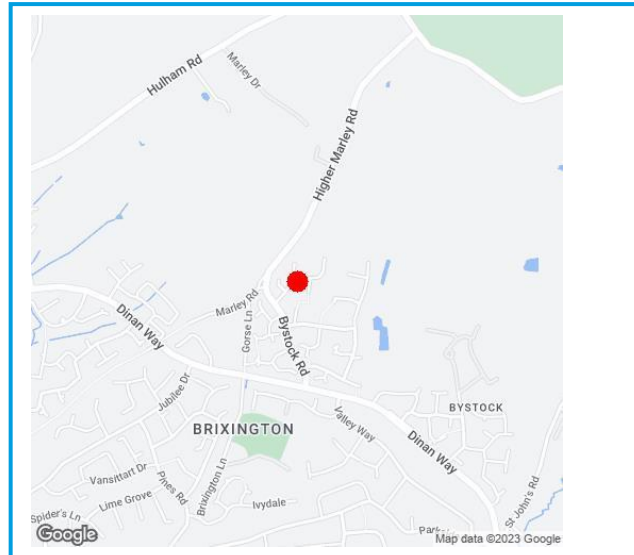 Hulham Rd
Marley Dr
Higher Marley Rd
Marley Rd
Gorse Ln
Bystock Rd
Dinan Way
Jubilee Dr
BYSTOCK
BRIXINGTON
Valley Way
Dinan Way
Vansittart Dr
Pines Rd
Brixington Ln
Lime Grove
Ivydale
St John's Rd
Spider's Ln
Google
Map data ©2023 Google